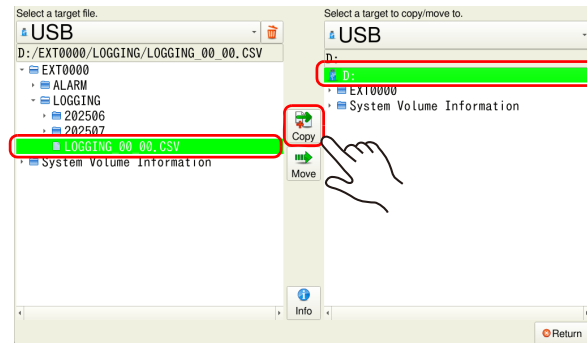 Select a target file.
USB
D:/EXT0000/LOGGING/LOGGING_00_00.CSV
EXT0000
ALARM
LOGGING
202506
202507
LOGGING_00_00.CSV
System Volume Information
Copy
Move
Info
Select a target to copy/move to.
USB
D:
D:
EXT0000
System Volume Information
Return